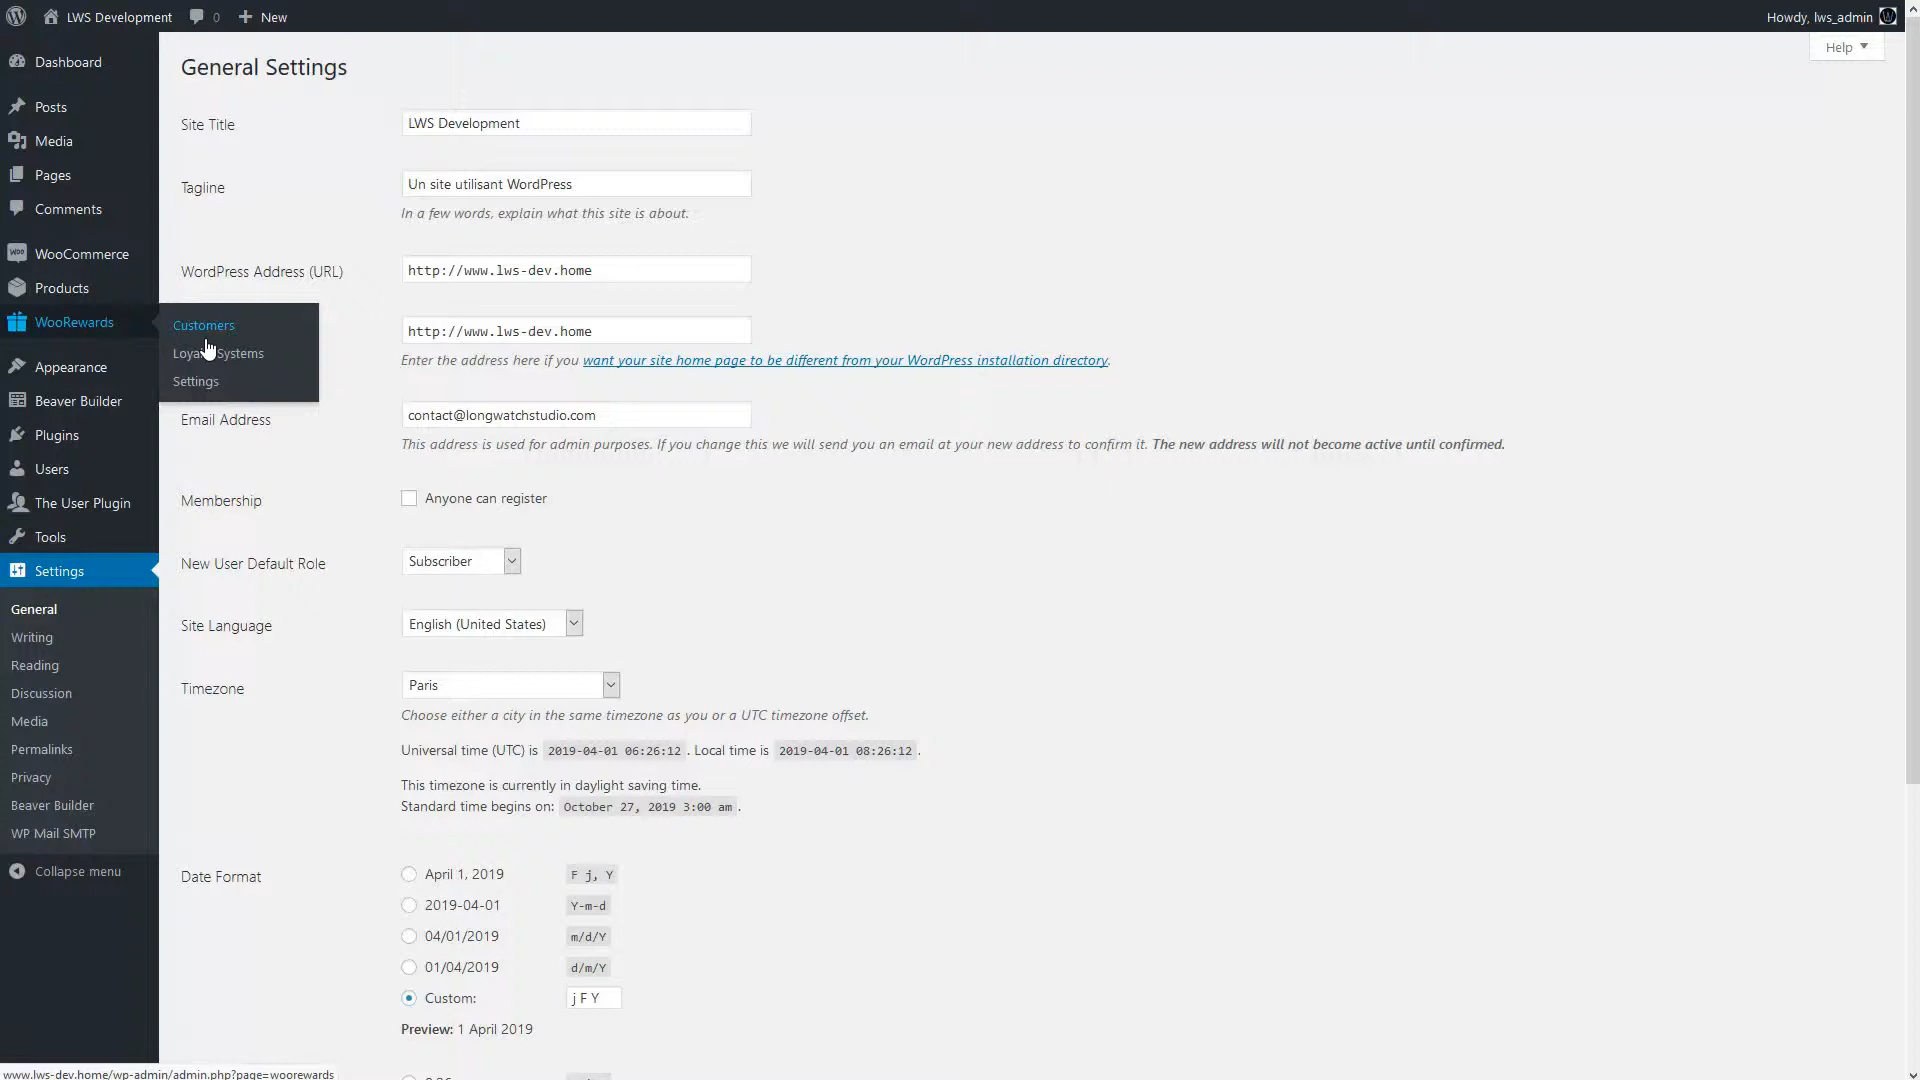 LWS Development
0
New
Howdy, lws_admin
Help
Dashboard
Posts
Media
Pages
Comments
WooCommerce
Products
WooRewards
Customers
Systems
Settings
Appearance
Beaver Builder
Plugins
Users
The User Plugin
Tools
Settings
General
Writing
Reading
Discussion
Media
Permalinks
Privacy
Beaver Builder
WP Mail SMTP
Collapse menu
General Settings
Site Title
LWS Development
Tagline
Un site utilisant WordPress
In a few words, explain what this site is about.
WordPress Address (URL)
http://www.lws-dev.home
http://www.lws-dev.home
Enter the address here if you want your site home page to be different from your WordPress installation directory.
Email Address
contact@longwatchstudio.com
This address is used for admin purposes. If you change this we will send you an email at your new address to confirm it. The new address will not become active until confirmed.
Membership
Anyone can register
New User Default Role
Subscriber
Site Language
English (United States)
Timezone
Paris
Choose either a city in the same timezone as you or a UTC timezone offset.
Universal time (UTC) is 2019-04-01 06:26:12 . Local time is 2019-04-01 08:26:12 .
This timezone is currently in daylight saving time.
Standard time begins on: October 27, 2019 3:00 am .
Date Format
April 1, 2019 F j, Y
2019-04-01 Y-m-d
04/01/2019 m/d/Y
01/04/2019 d/m/Y
Custom: j F Y
Preview: 1 April 2019
www.lws-dev.home/wp-admin/admin.php?page=woorewards